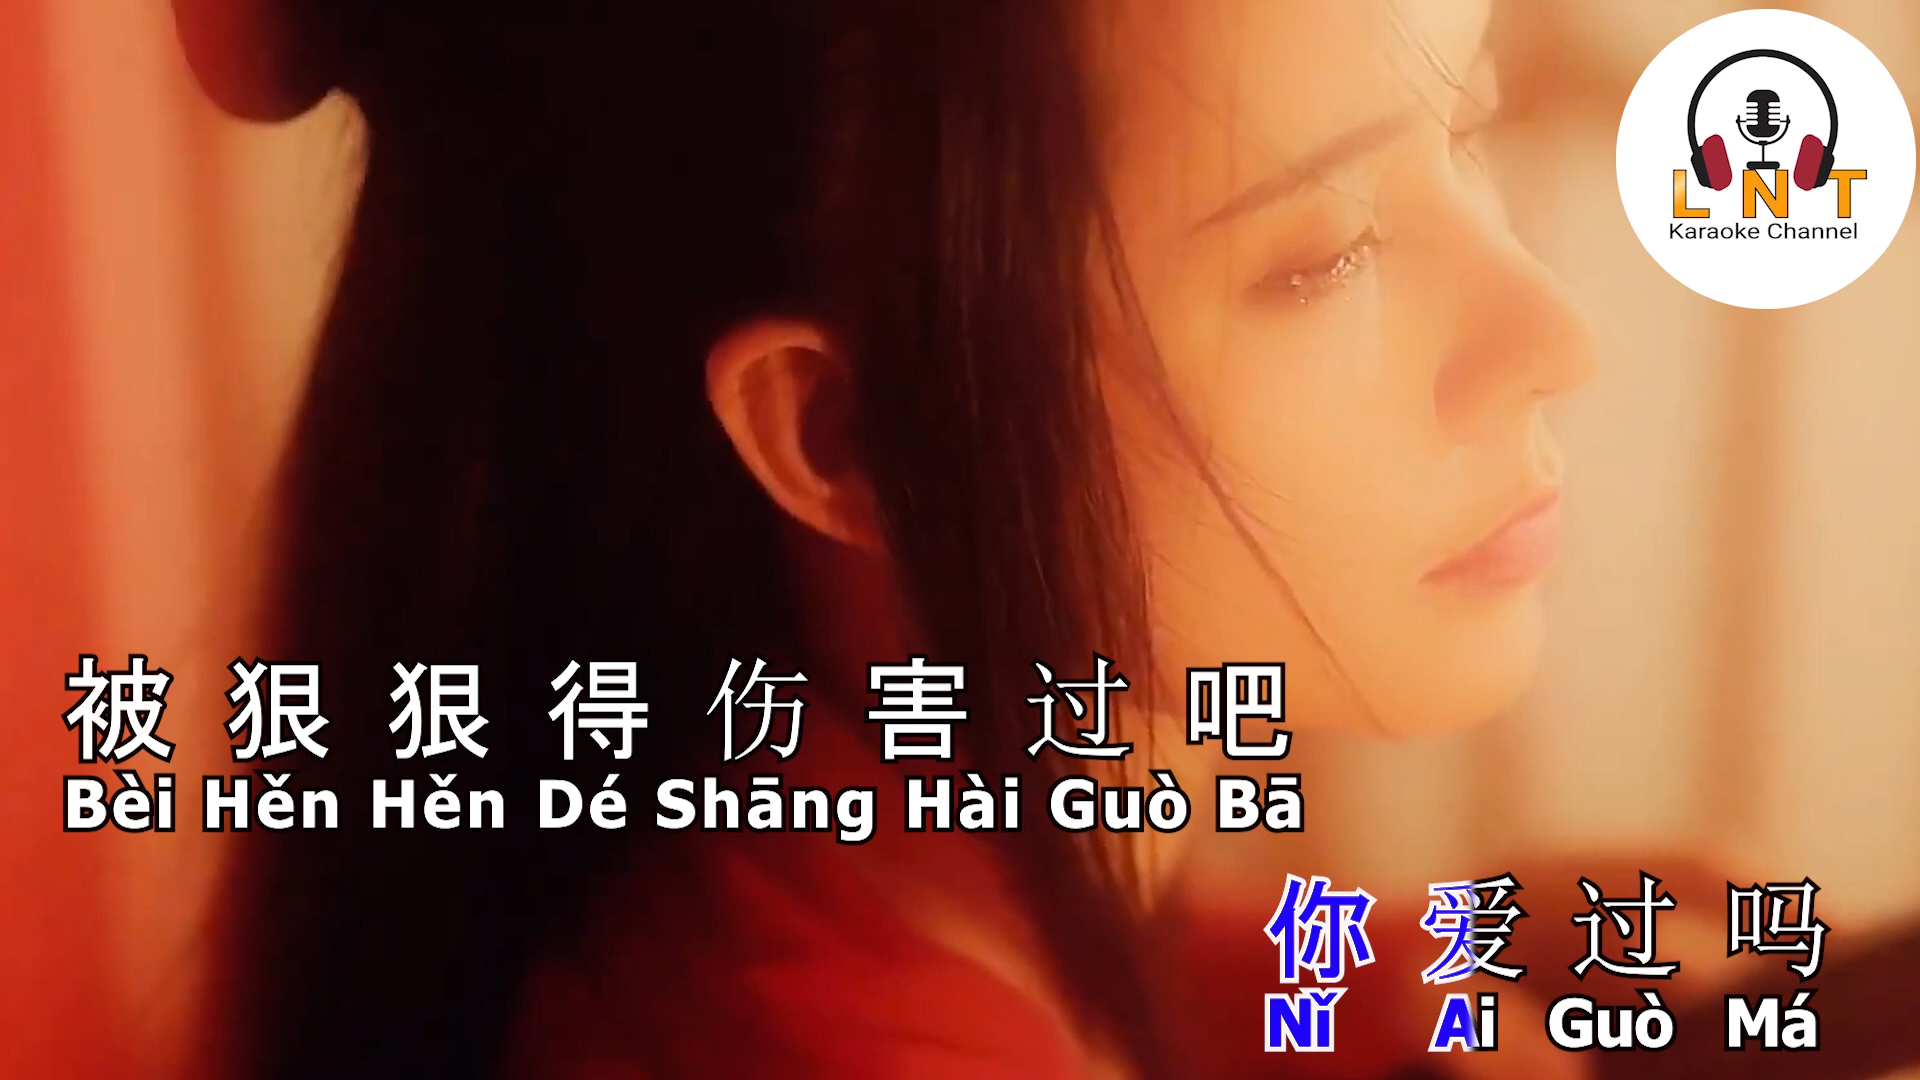 L N T
Karaoke Channel
被 狠 狠 得 伤 害 过 吧
Bèi Hěn Hěn Dé Shāng Hài Guò Bā
你 爱 过 吗
Nǐ Ai Guò Má